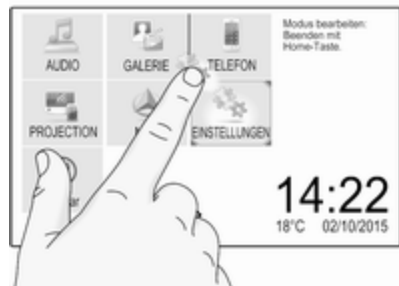 AUDIO
GALERIE
TELEFON
PROJECTION
EINSTELLUNGEN
Modus bearbeiten:
Beenden mit
Home-Taste.
14:22
18°C 02/10/2015